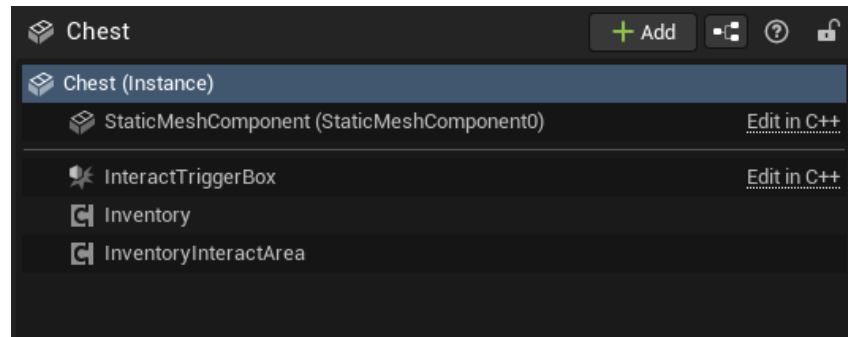 Chest
Add
Chest (Instance)
StaticMeshComponent (StaticMeshComponent0) Edit in C++
InteractTriggerBox Edit in C++
Inventory
InventoryInteractArea